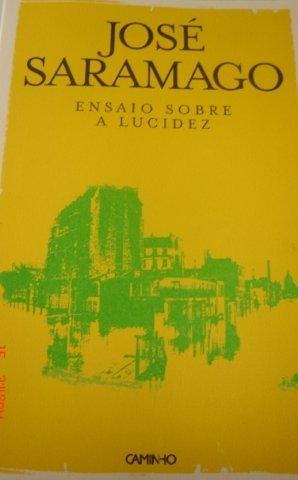 JOSÉ
SARAMAGO
ENSAIO SOBRE
A LUCIDEZ
CAMINHO